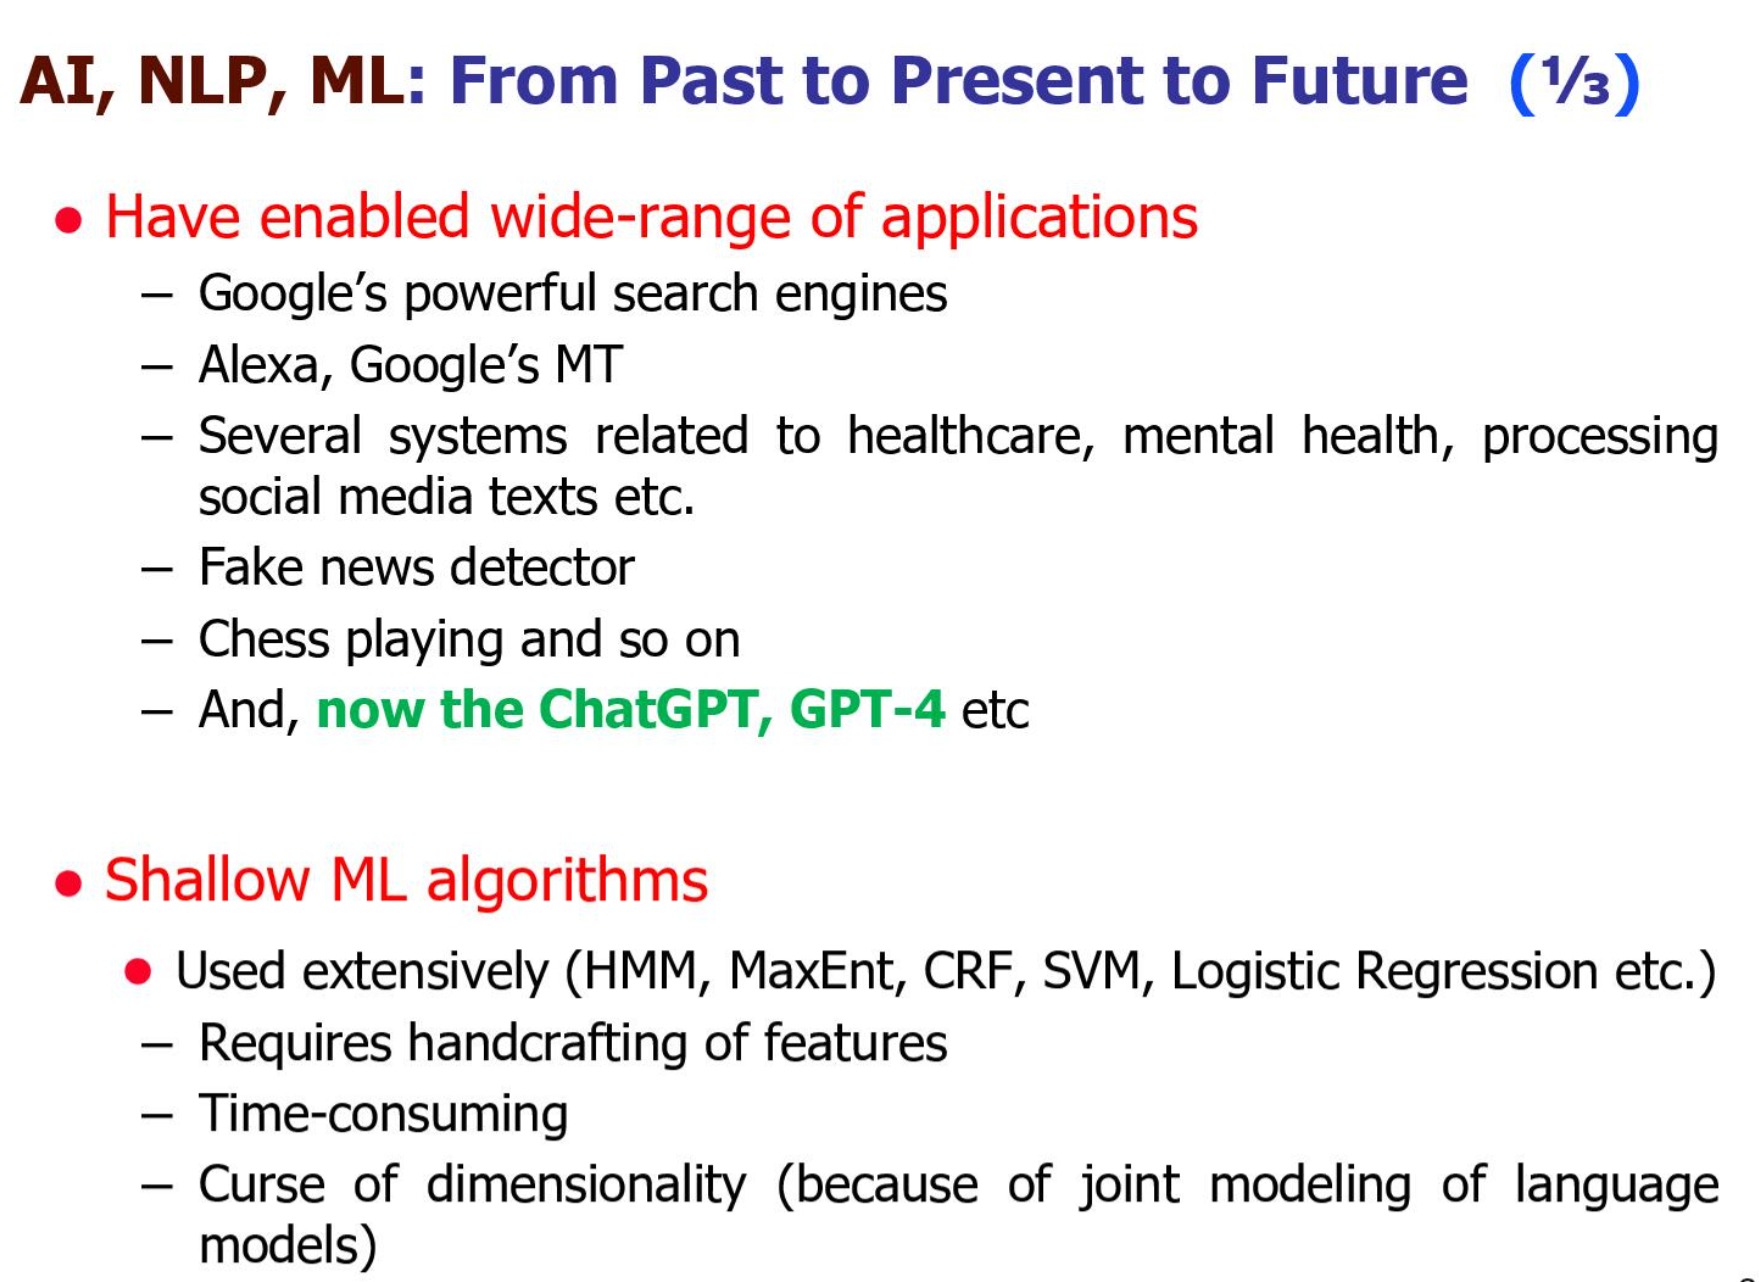 AI, NLP, ML: From Past to Present to Future (⅓)
● Have enabled wide-range of applications
– Google’s powerful search engines
– Alexa, Google’s MT
– Several systems related to healthcare, mental health, processing
social media texts etc.
– Fake news detector
– Chess playing and so on
– And, now the ChatGPT, GPT-4 etc
● Shallow ML algorithms
● Used extensively (HMM, MaxEnt, CRF, SVM, Logistic Regression etc.)
– Requires handcrafting of features
– Time-consuming
– Curse of dimensionality (because of joint modeling of language
models)